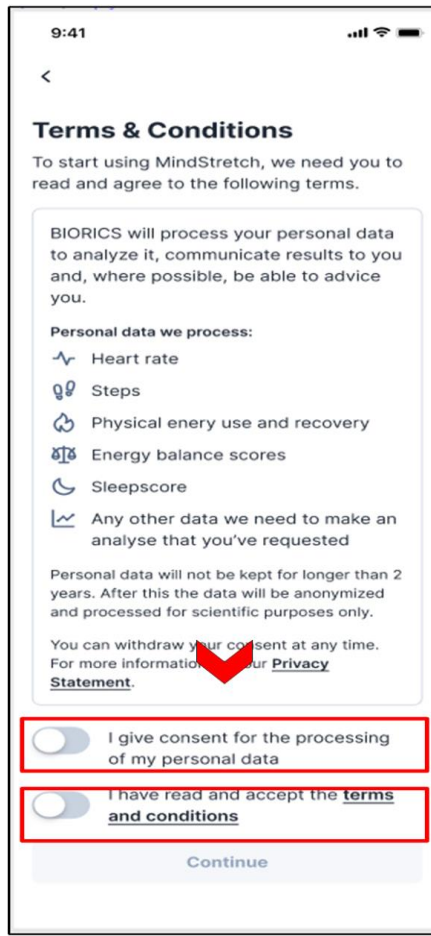 9:41
Terms & Conditions
To start using MindStretch, we need you to
read and agree to the following terms.
BIORICS will process your personal data
to analyze it, communicate results to you
and, where possible, be able to advice
you.
Personal data we process:
Heart rate
Steps
Physical enery use and recovery
Energy balance scores
Sleepscore
Any other data we need to make an
analyse that you've requested
Personal data will not be kept for longer than 2
years. After this the data will be anonymized
and processed for scientific purposes only.
You can withdraw your consent at any time.
For more information ur Privacy
Statement.
I give consent for the processing
of my personal data
I have read and accept the terms
and conditions
Continue